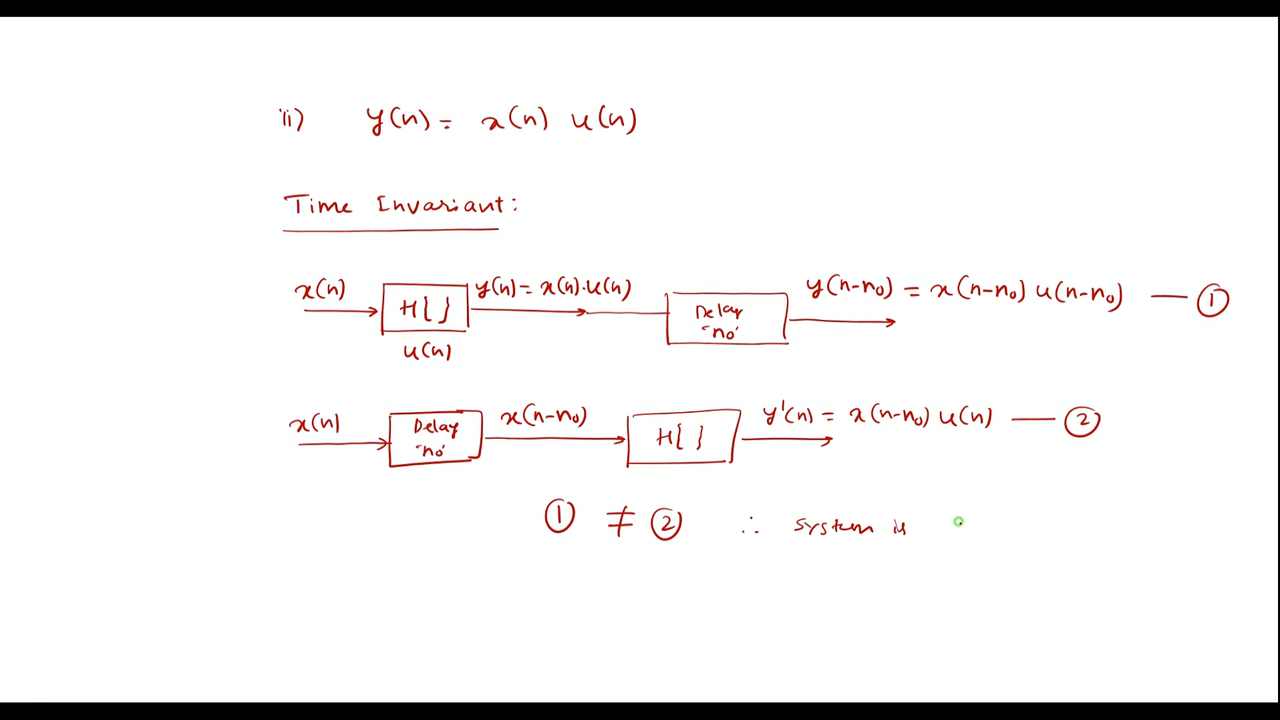 ii) y(n) = x(n) u(n)
Time Invariant:
x(n) H{ } y(n) = x(n)·u(n) Delay 'n₀' y(n-n₀) = x(n-n₀) u(n-n₀) — ①
u(n)
x(n) Delay 'n₀' x(n-n₀) H{ } y'(n) = x(n-n₀) u(n) — ②
① ≠ ② ∴ system is